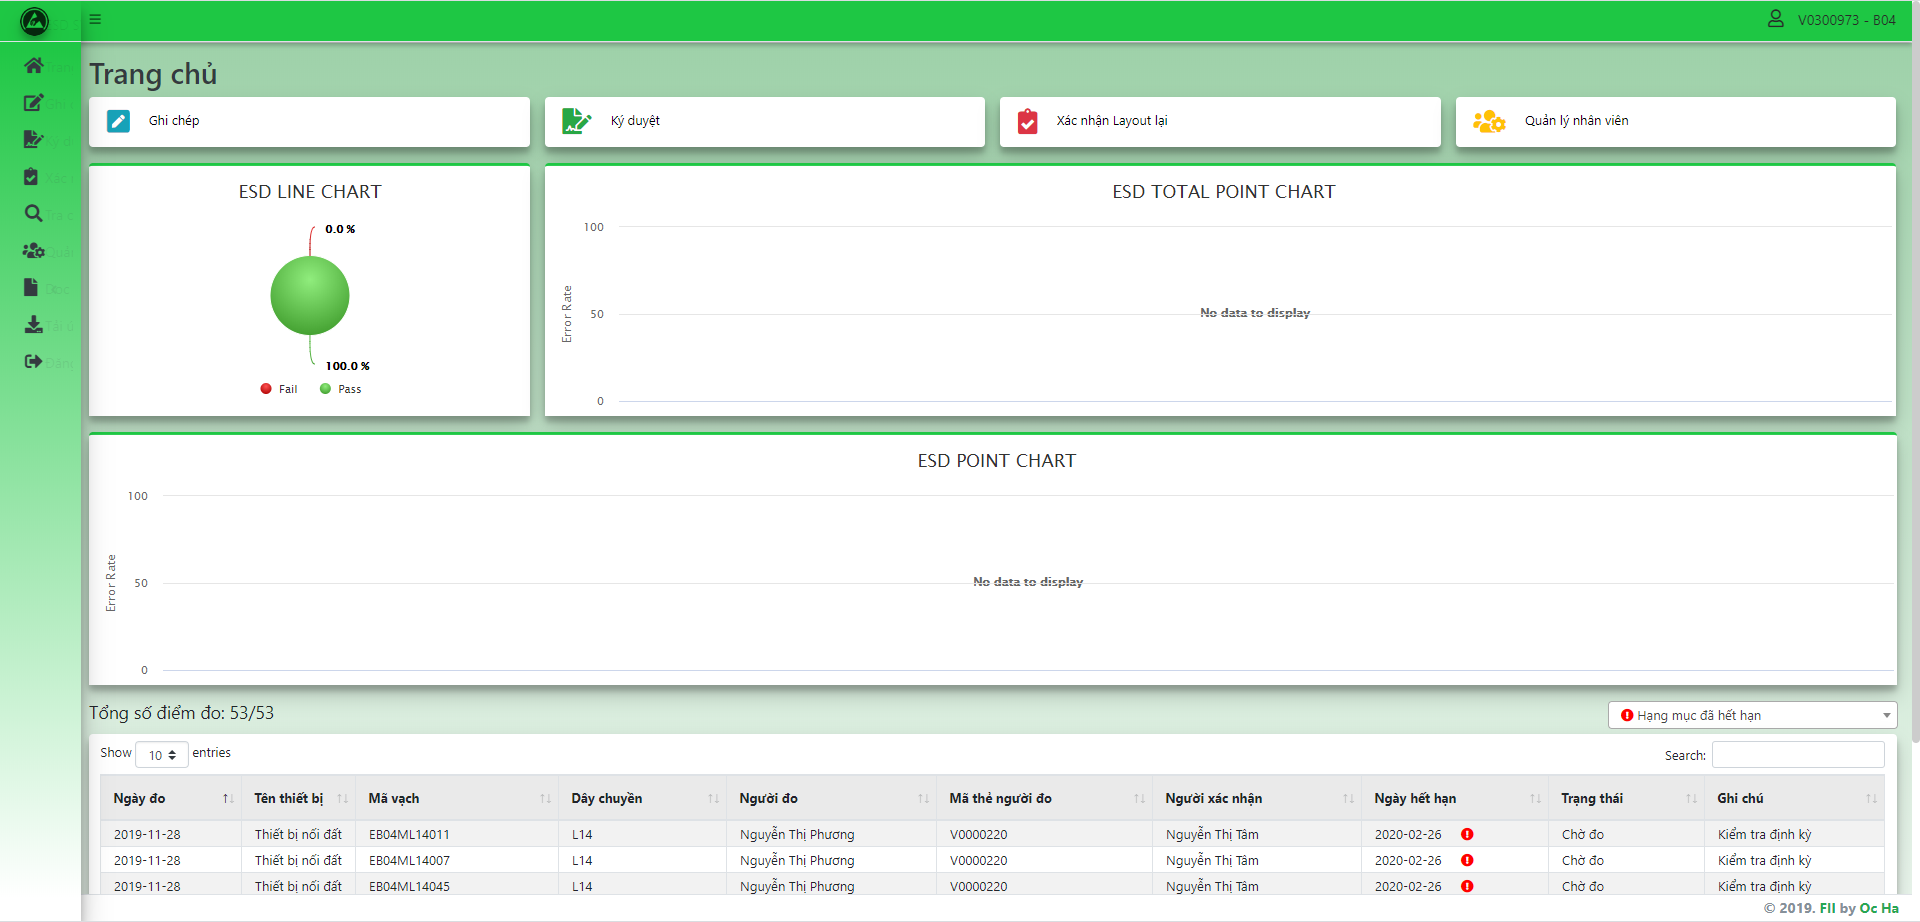 V0300973 - B04
Trang chủ
Ghi chép
Ký duyệt
Xác nhận Layout lại
Quản lý nhân viên
ESD LINE CHART
0.0 %
100.0 %
Fail Pass
ESD TOTAL POINT CHART
100
50
0
Error Rate
No data to display
ESD POINT CHART
100
50
0
Error Rate
No data to display
Tổng số điểm đo: 53/53
Hạng mục đã hết hạn
Show 10 entries
Search:
Ngày đo Tên thiết bị Mã vạch Dây chuyền Người đo Mã thẻ người đo Người xác nhận Ngày hết hạn Trạng thái Ghi chú
2019-11-28 Thiết bị nối đất EB04ML14011 L14 Nguyễn Thị Phương V0000220 Nguyễn Thị Tâm 2020-02-26 Chờ đo Kiểm tra định kỳ
2019-11-28 Thiết bị nối đất EB04ML14007 L14 Nguyễn Thị Phương V0000220 Nguyễn Thị Tâm 2020-02-26 Chờ đo Kiểm tra định kỳ
2019-11-28 Thiết bị nối đất EB04ML14045 L14 Nguyễn Thị Phương V0000220 Nguyễn Thị Tâm 2020-02-26 Chờ đo Kiểm tra định kỳ
© 2019. FII by Oc Ha